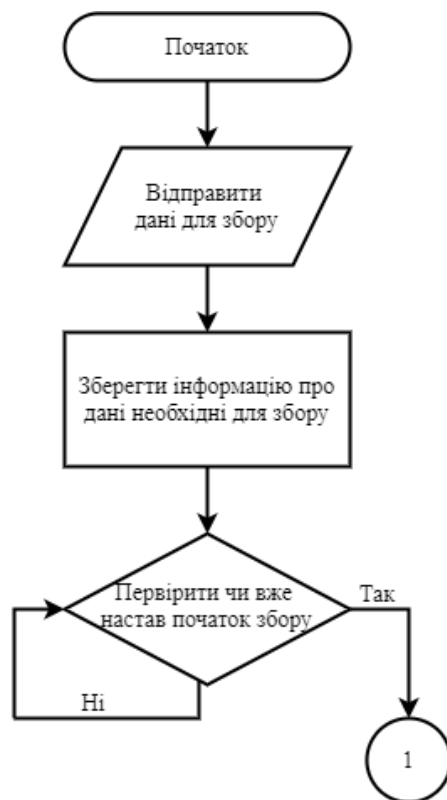 Початок
Відправити
дані для збору
Зберегти інформацію про
дані необхідні для збору
Первірити чи вже
настав початок збору
Так
Ні
1